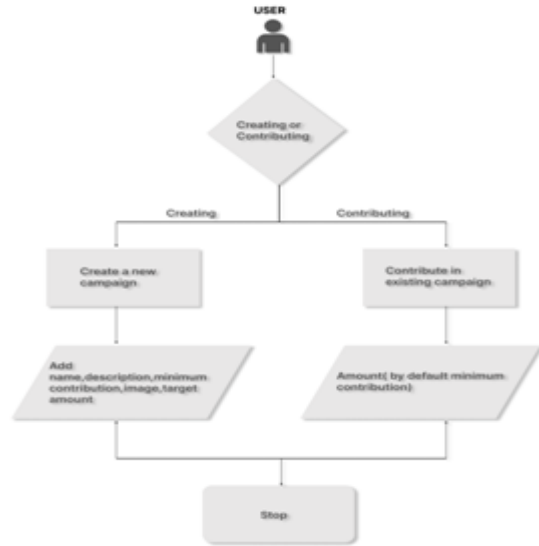 USER
Creating or
Contributing
Creating
Contributing
Create a new
campaign
Contribute in
existing campaign
Add
name,description,minimum
contribution,image,target
amount
Amount( by default minimum
contribution)
Stop